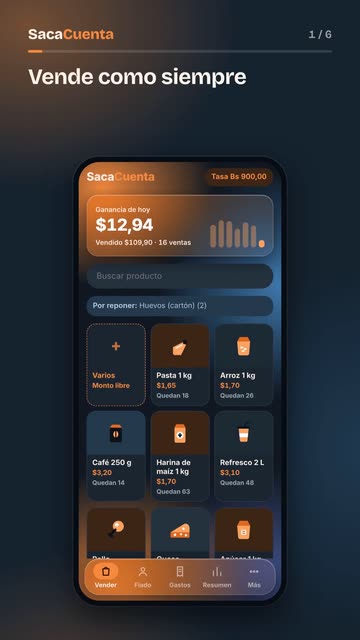 SacaCuenta
1 / 6
Vende como siempre
SacaCuenta
Tasa Bs 900,00
Ganancia de hoy
$12,94
Vendido $109,90 · 16 ventas
Buscar producto
Por reponer: Huevos (cartón) (2)
+
Varios
Monto libre
Pasta 1 kg
$1,65
Quedan 18
Arroz 1 kg
$1,70
Quedan 26
Café 250 g
$3,20
Quedan 14
Harina de
maíz 1 kg
$1,70
Quedan 63
Refresco 2 L
$3,10
Quedan 48
Vender
Fiado
Gastos
Resumen
Más